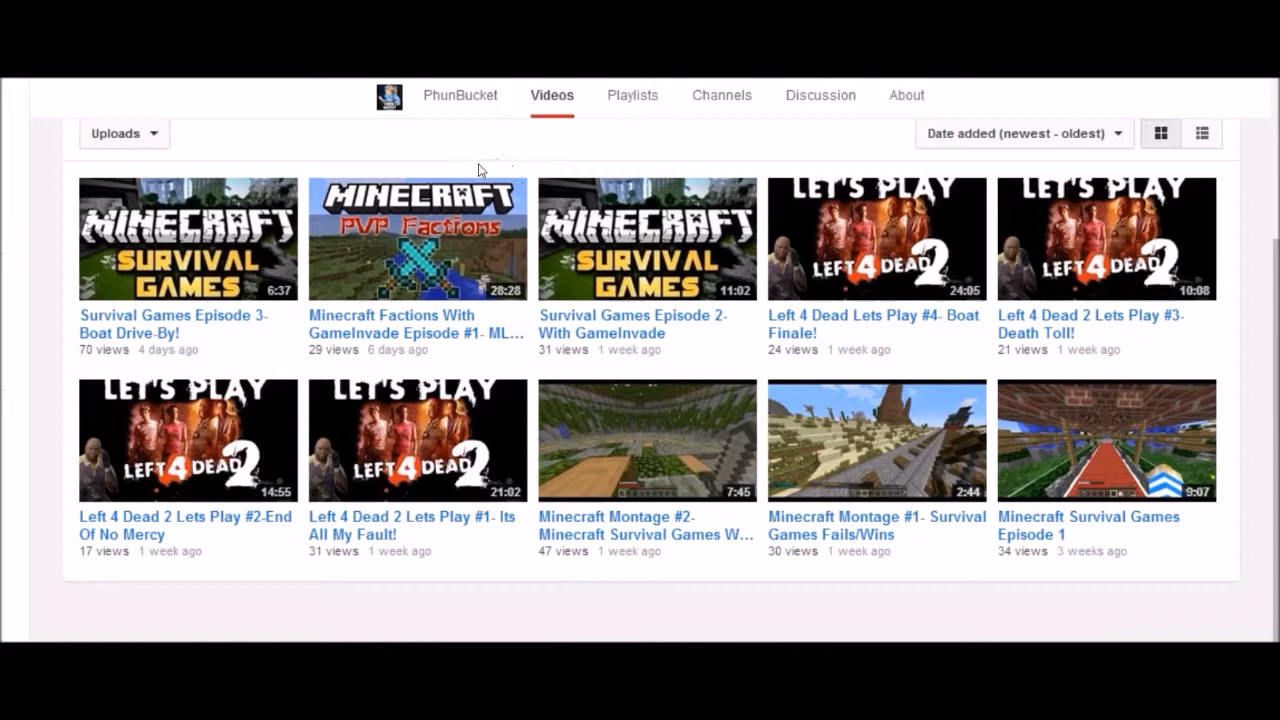 PhunBucket Videos Playlists Channels Discussion About
Uploads Date added (newest - oldest)
MINECRAFT
SURVIVAL
GAMES
6:37
MINECRAFT
PVP Factions
28:28
MINECRAFT
SURVIVAL
GAMES
11:02
LET'S PLAY
LEFT 4 DEAD 2
24:05
LET'S PLAY
LEFT 4 DEAD 2
10:08
Survival Games Episode 3-
Boat Drive-By!
70 views 4 days ago
Minecraft Factions With
GameInvade Episode #1- ML...
29 views 6 days ago
Survival Games Episode 2-
With GameInvade
31 views 1 week ago
Left 4 Dead Lets Play #4- Boat
Finale!
24 views 1 week ago
Left 4 Dead 2 Lets Play #3-
Death Toll!
21 views 1 week ago
LET'S PLAY
LEFT 4 DEAD 2
14:55
LET'S PLAY
LEFT 4 DEAD 2
21:02
7:45
2:44
9:07
Left 4 Dead 2 Lets Play #2-End
Of No Mercy
17 views 1 week ago
Left 4 Dead 2 Lets Play #1- Its
All My Fault!
31 views 1 week ago
Minecraft Montage #2-
Minecraft Survival Games W...
47 views 1 week ago
Minecraft Montage #1- Survival
Games Fails/Wins
30 views 1 week ago
Minecraft Survival Games
Episode 1
34 views 3 weeks ago